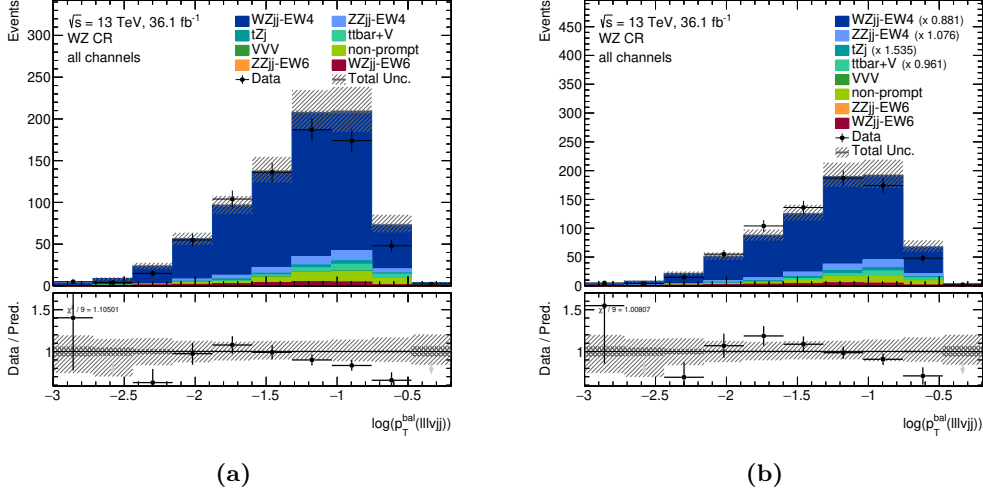 Events
√s = 13 TeV, 36.1 fb⁻¹
WZ CR
all channels
WZjj-EW4
ZZjj-EW4
tZj
ttbar+V
VVV
non-prompt
ZZjj-EW6
WZjj-EW6
Data
Total Unc.
300
250
200
150
100
50
0
Data / Pred.
χ² / 9 = 1.10501
1.5
1
−3
−2.5
−2
−1.5
−1
−0.5
log(p_T^bal(lllvjj))
(a)
Events
√s = 13 TeV, 36.1 fb⁻¹
WZ CR
all channels
WZjj-EW4 (x 0.881)
ZZjj-EW4 (x 1.076)
tZj (x 1.535)
ttbar+V (x 0.961)
VVV
non-prompt
ZZjj-EW6
WZjj-EW6
Data
Total Unc.
450
400
350
300
250
200
150
100
50
0
Data / Pred.
χ² / 9 = 1.00807
1.5
1
−3
−2.5
−2
−1.5
−1
−0.5
log(p_T^bal(lllvjj))
(b)